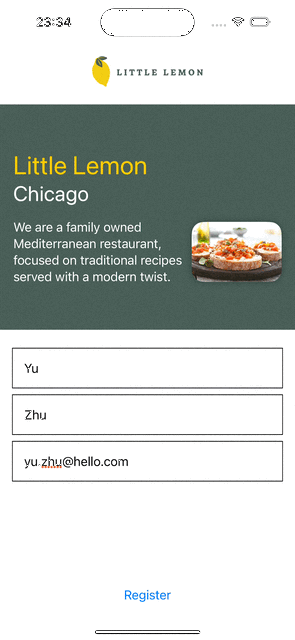 23:34
LITTLE LEMON
Little Lemon
Chicago
We are a family owned
Mediterranean restaurant,
focused on traditional recipes
served with a modern twist.
Yu
Zhu
yu.zhu@hello.com
Register